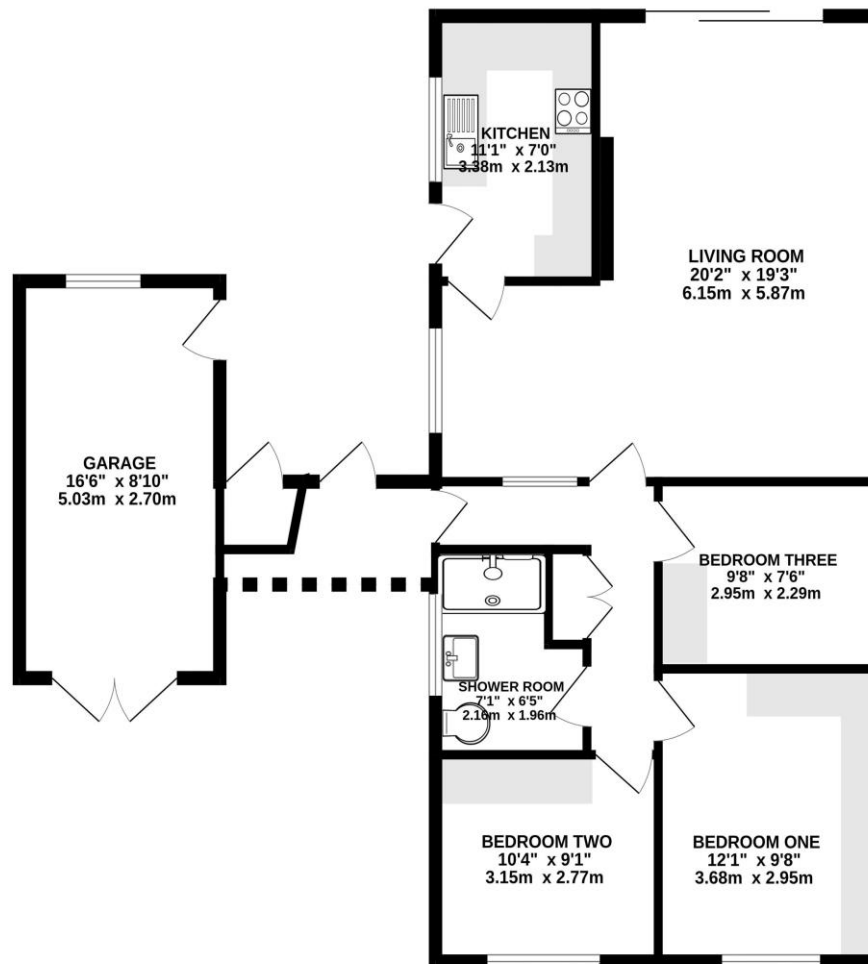 KITCHEN
11'1" x 7'0"
3.38m x 2.13m
LIVING ROOM
20'2" x 19'3"
6.15m x 5.87m
GARAGE
16'6" x 8'10"
5.03m x 2.70m
BEDROOM THREE
9'8" x 7'6"
2.95m x 2.29m
SHOWER ROOM
7'1" x 6'5"
2.16m x 1.96m
BEDROOM TWO
10'4" x 9'1"
3.15m x 2.77m
BEDROOM ONE
12'1" x 9'8"
3.68m x 2.95m